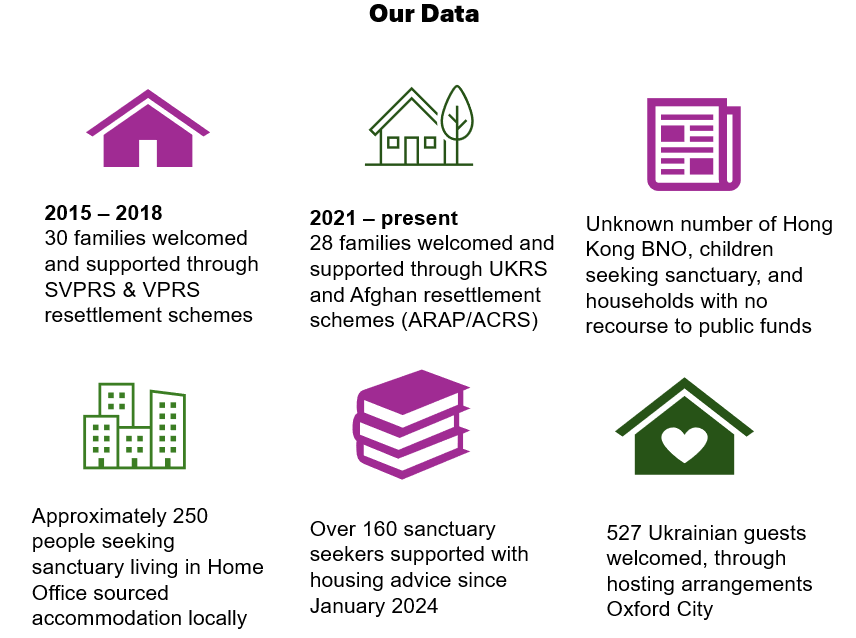 Our Data
2015 – 2018
30 families welcomed
and supported through
SVPRS & VPRS
resettlement schemes
2021 – present
28 families welcomed and
supported through UKRS
and Afghan resettlement
schemes (ARAP/ACRS)
Unknown number of Hong
Kong BNO, children
seeking sanctuary, and
households with no
recourse to public funds
Approximately 250
people seeking
sanctuary living in Home
Office sourced
accommodation locally
Over 160 sanctuary
seekers supported with
housing advice since
January 2024
527 Ukrainian guests
welcomed, through
hosting arrangements
Oxford City